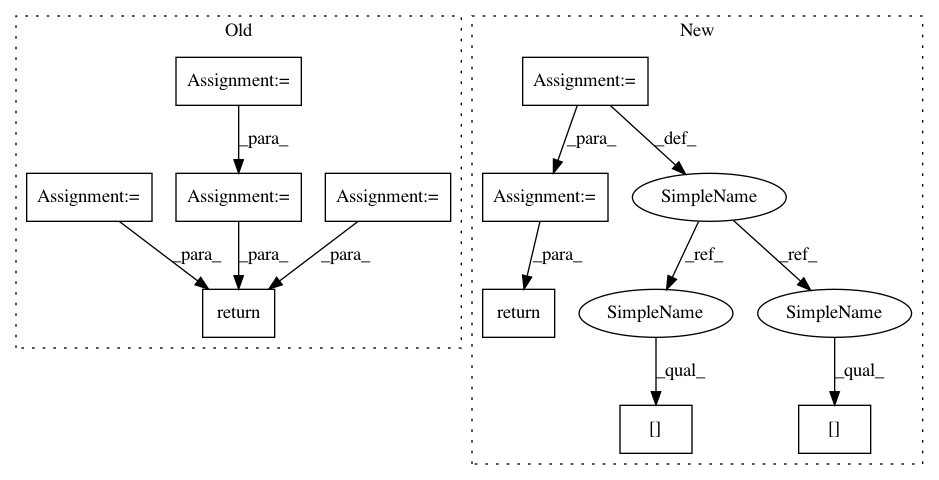 Old
New
Assignment:=
Assignment:=
_para_
_para_
_def_
Assignment:=
Assignment:=
Assignment:=
Assignment:=
SimpleName
_para_
_para_
_para_
_para_
_ref_
_ref_
return
return
SimpleName
SimpleName
_qual_
_qual_
[]
[]